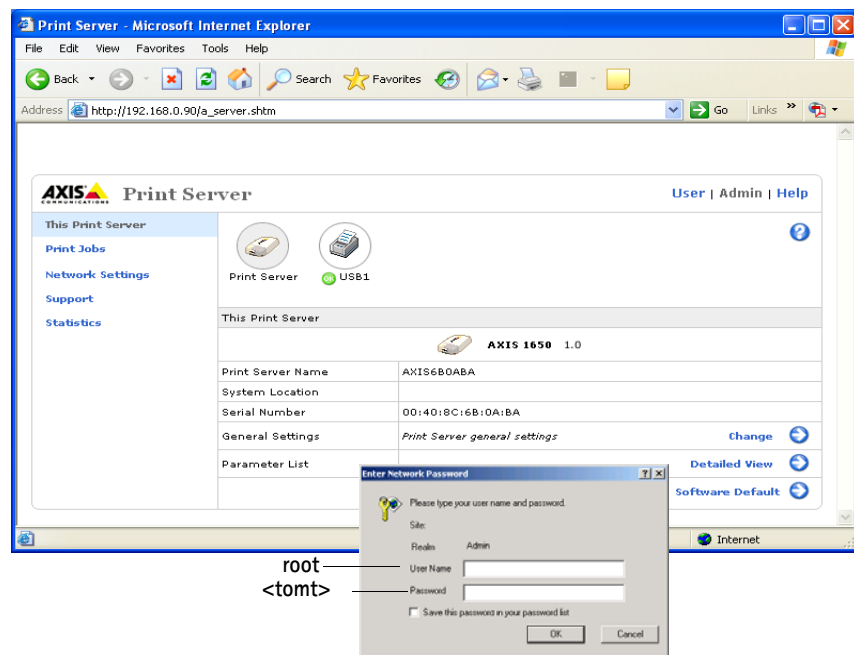 Print Server - Microsoft Internet Explorer
File Edit View Favorites Tools Help
Back Search Favorites
Address http://192.168.0.90/a_server.shtm Go Links »
AXIS COMMUNICATIONS Print Server User | Admin | Help
This Print Server
Print Jobs
Network Settings
Support
Statistics
Print Server OK USB1
This Print Server
AXIS 1650 1.0
Print Server Name AXIS6B0ABA
System Location
Serial Number 00:40:8C:6B:0A:BA
General Settings Print Server general settings Change
Parameter List Detailed View
Software Default
Internet
Enter Network Password
Please type your user name and password.
Site:
Realm Admin
root User Name
<tomt> Password
Save this password in your password list
OK Cancel